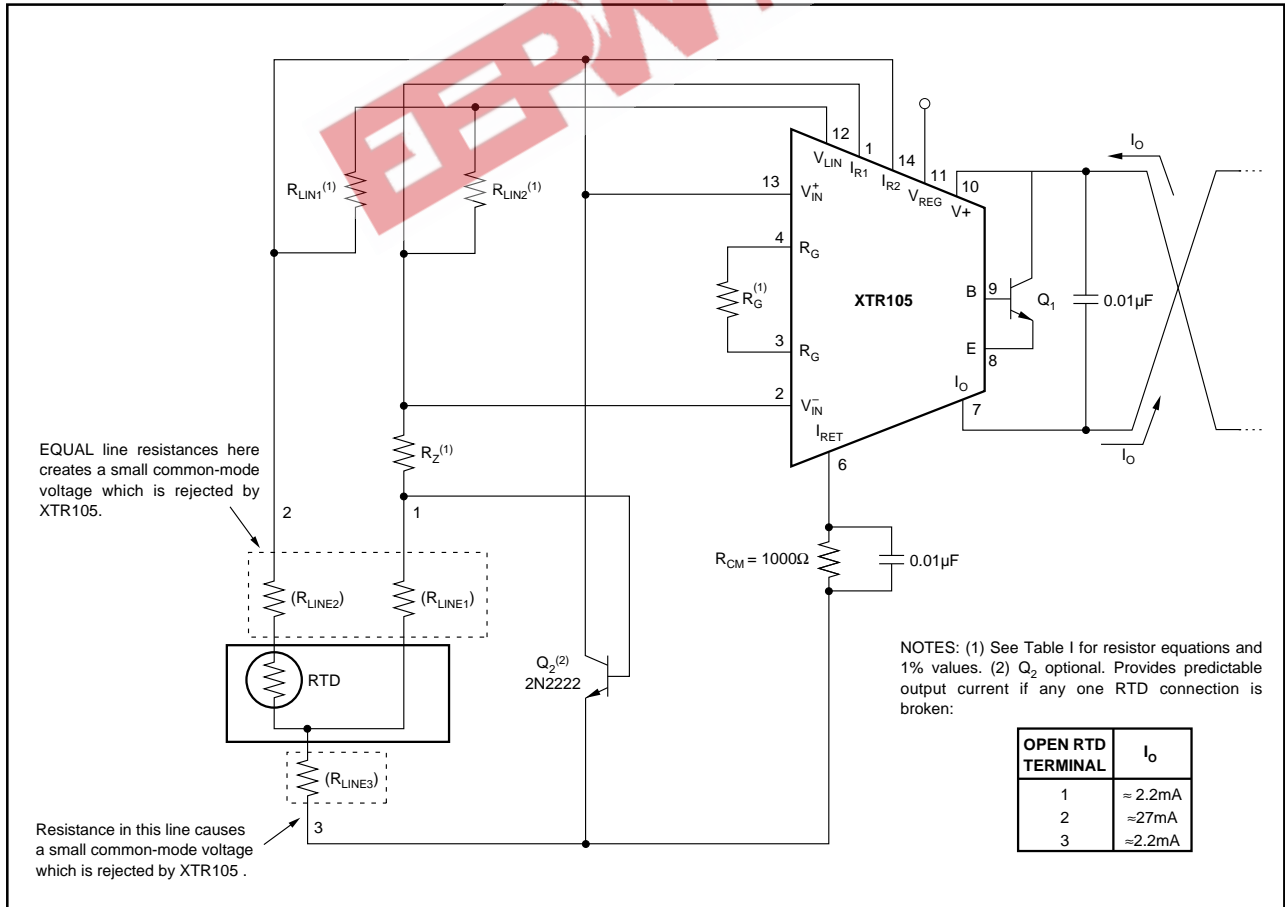 EEPW
12
1
14
11
10
V_LIN
I_R1
I_R2
V_REG
V+
I_O
R_LIN1^(1)
R_LIN2^(1)
13
V_IN^+
4
R_G
R_G^(1)
XTR105
B
9
Q_1
0.01µF
3
R_G
E
8
I_O
7
2
V_IN^−
I_RET
6
I_O
EQUAL line resistances here
creates a small common-mode
voltage which is rejected by
XTR105.
R_Z^(1)
2
1
R_CM = 1000Ω
0.01µF
(R_LINE2)
(R_LINE1)
RTD
Q_2^(2)
2N2222
(R_LINE3)
3
Resistance in this line causes
a small common-mode voltage
which is rejected by XTR105 .
NOTES: (1) See Table I for resistor equations and
1% values. (2) Q_2 optional. Provides predictable
output current if any one RTD connection is
broken:
OPEN RTD
TERMINAL
I_O
1
≈ 2.2mA
2
≈27mA
3
≈2.2mA